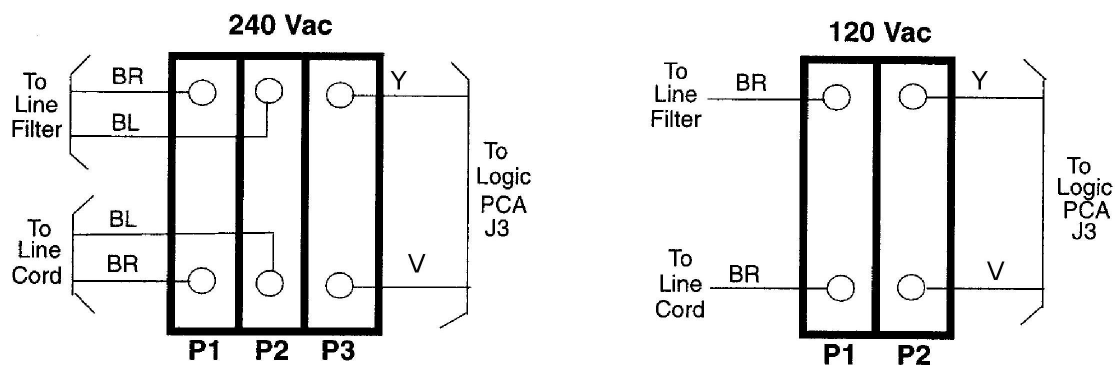 240 Vac
To
Line
Filter
BR
BL
Y
To
Logic
PCA
J3
To
Line
Cord
BL
BR
V
P1 P2 P3
120 Vac
To
Line
Filter
BR
Y
To
Logic
PCA
J3
To
Line
Cord
BR
V
P1 P2